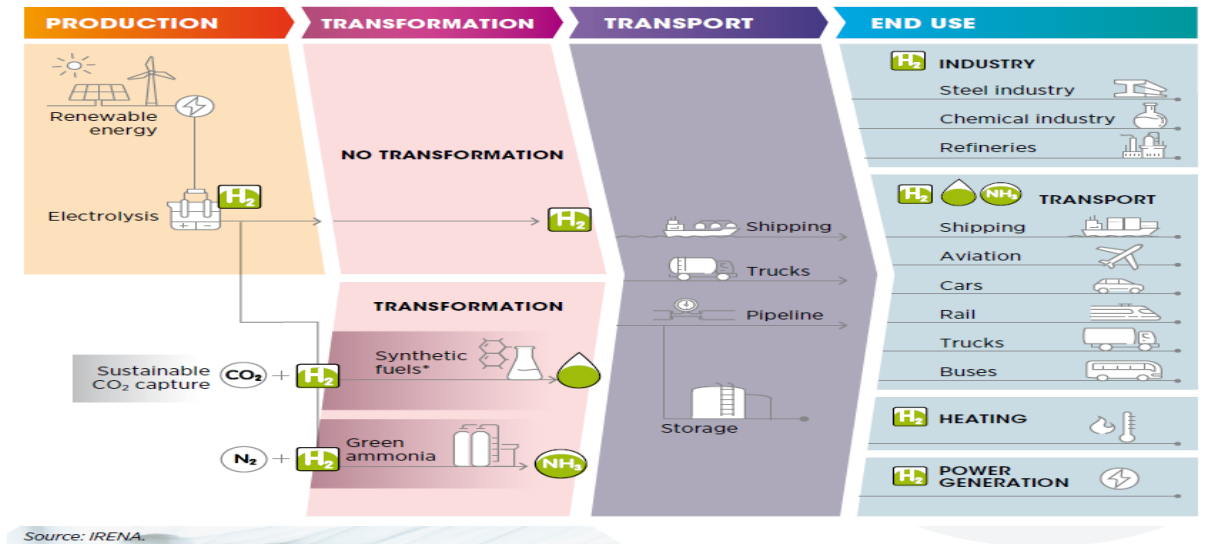 PRODUCTION
TRANSFORMATION
TRANSPORT
END USE
Renewable
energy
Electrolysis
H₂
NO TRANSFORMATION
H₂
TRANSFORMATION
Sustainable
CO₂ capture
CO₂ + H₂
Synthetic
fuels*
N₂ + H₂
Green
ammonia
NH₃
Shipping
Trucks
Pipeline
Storage
H₂ INDUSTRY
Steel industry
Chemical industry
Refineries
H₂ NH₃ TRANSPORT
Shipping
Aviation
Cars
Rail
Trucks
Buses
H₂ HEATING
H₂ POWER
GENERATION
Source: IRENA.